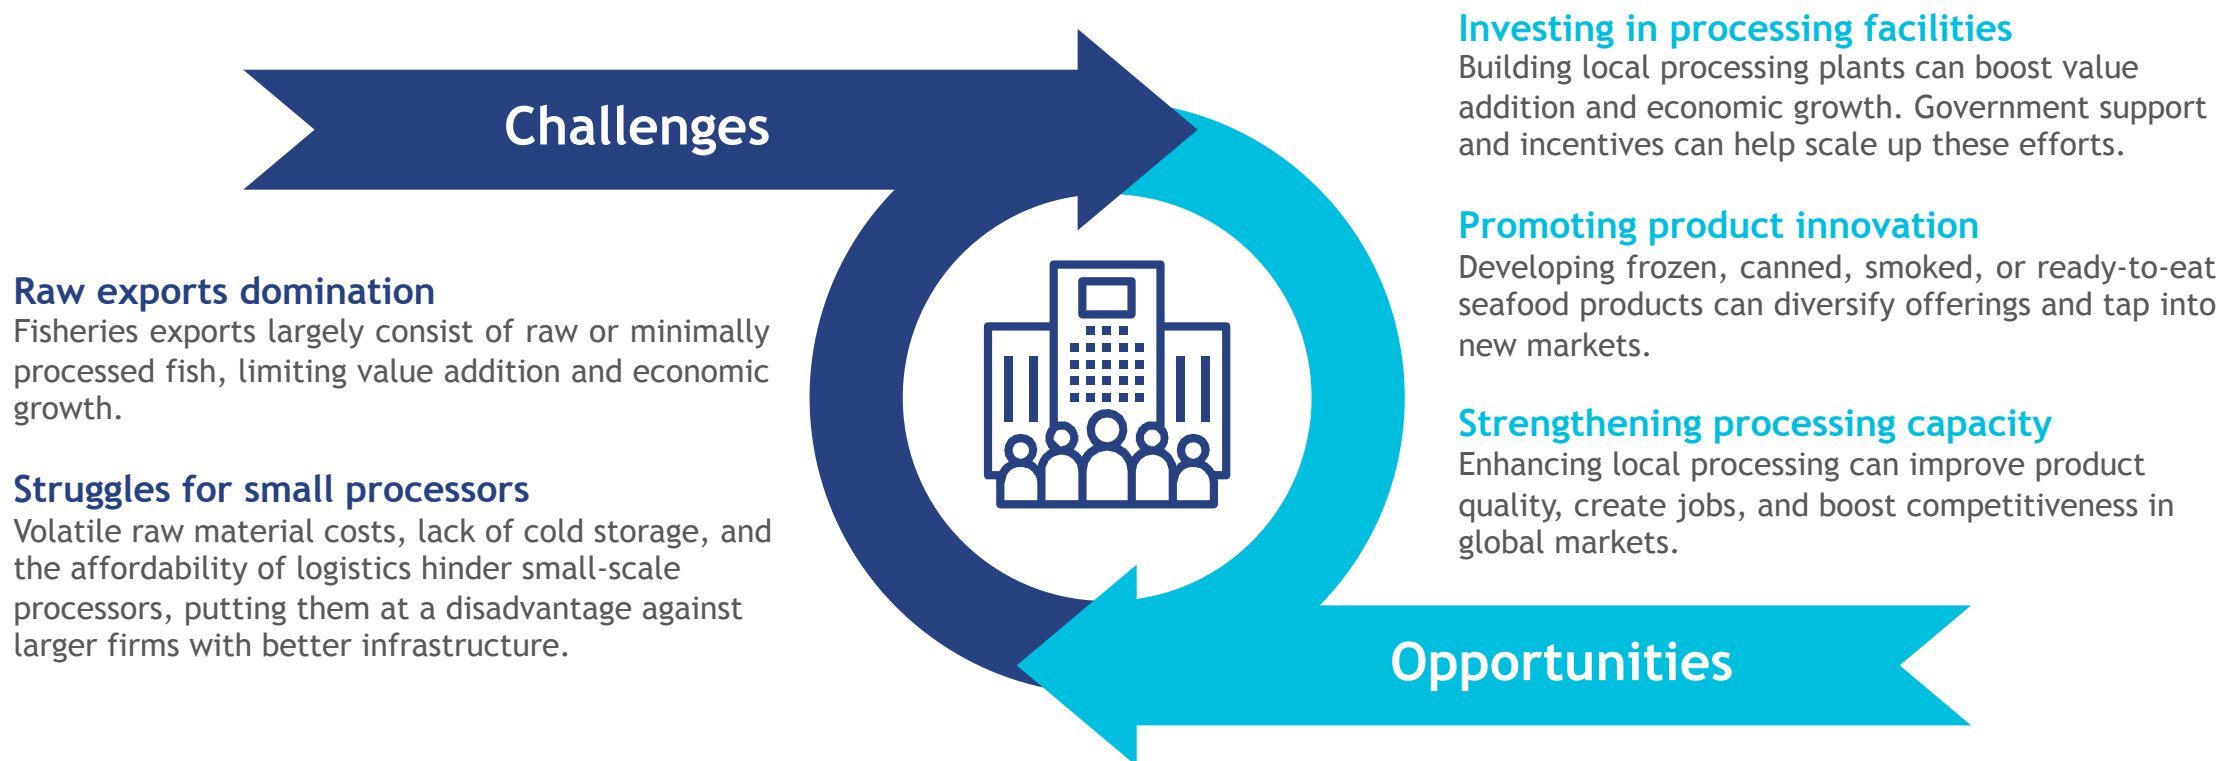 Challenges
Raw exports domination
Fisheries exports largely consist of raw or minimally
processed fish, limiting value addition and economic
growth.
Struggles for small processors
Volatile raw material costs, lack of cold storage, and
the affordability of logistics hinder small-scale
processors, putting them at a disadvantage against
larger firms with better infrastructure.
Investing in processing facilities
Building local processing plants can boost value
addition and economic growth. Government support
and incentives can help scale up these efforts.
Promoting product innovation
Developing frozen, canned, smoked, or ready-to-eat
seafood products can diversify offerings and tap into
new markets.
Strengthening processing capacity
Enhancing local processing can improve product
quality, create jobs, and boost competitiveness in
global markets.
Opportunities